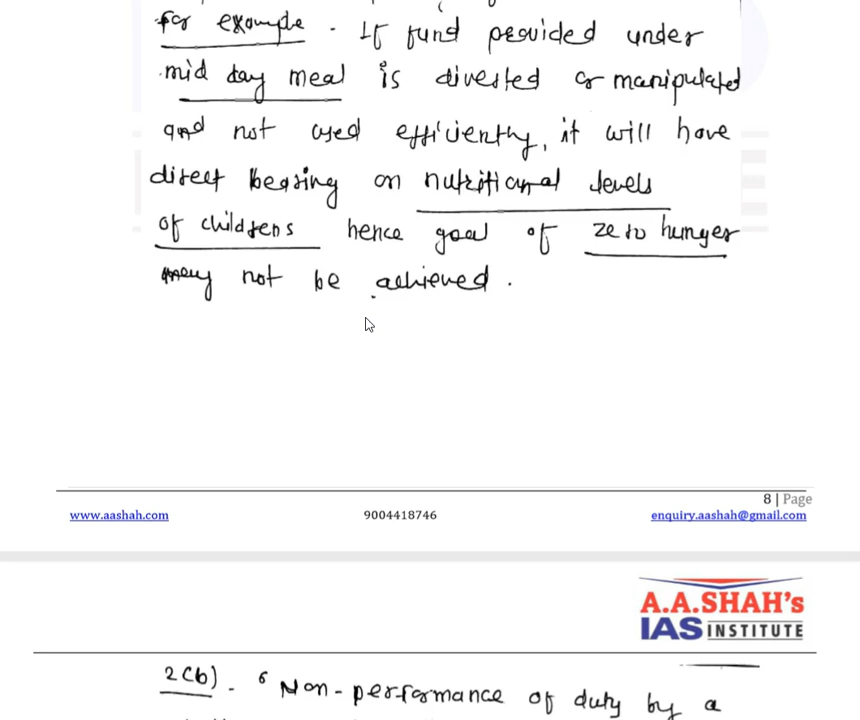 for example. If fund provided under
mid day meal is diverted or manipulated
and not used efficiently, it will have
direct bearing on nutritional levels
of childrens hence goal of zero hunger
may not be achieved.
8 | Page
www.aashah.com 9004418746 enquiry.aashah@gmail.com
A.A.SHAH's
IAS INSTITUTE
2(b). "Non-performance of duty by a